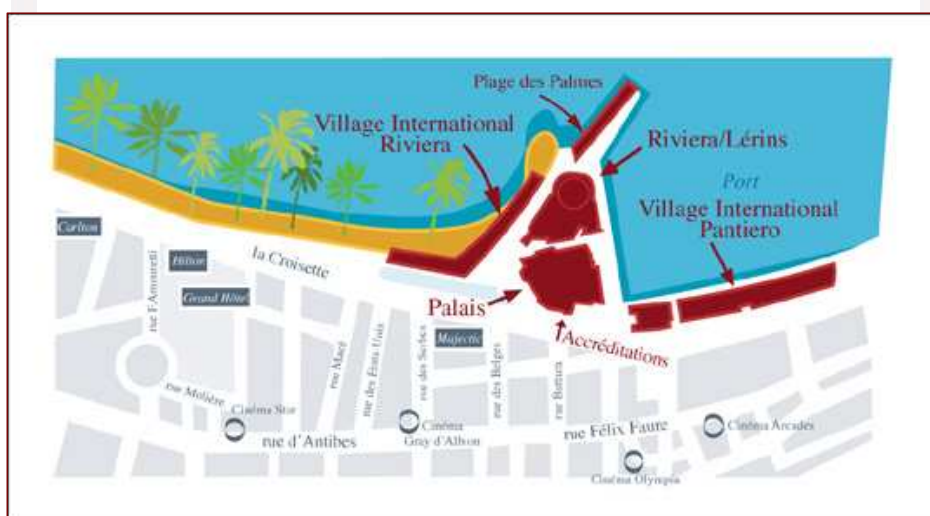 Plage des Palmes
Village International
Riviera
Riviera/Lérins
Port
Village International
Pantiero
Carlton
Hilton
Grand Hôtel
la Croisette
rue F.Amouretti
Palais
Majectic
Accréditations
rue Macé
rue des Etats Unis
rue des Serbes
rue des Belges
rue Buttura
rue Molière
Cinéma Star
rue d'Antibes
Cinéma
Gray d'Albion
rue Félix Faure
Cinéma Arcades
Cinéma Olympia